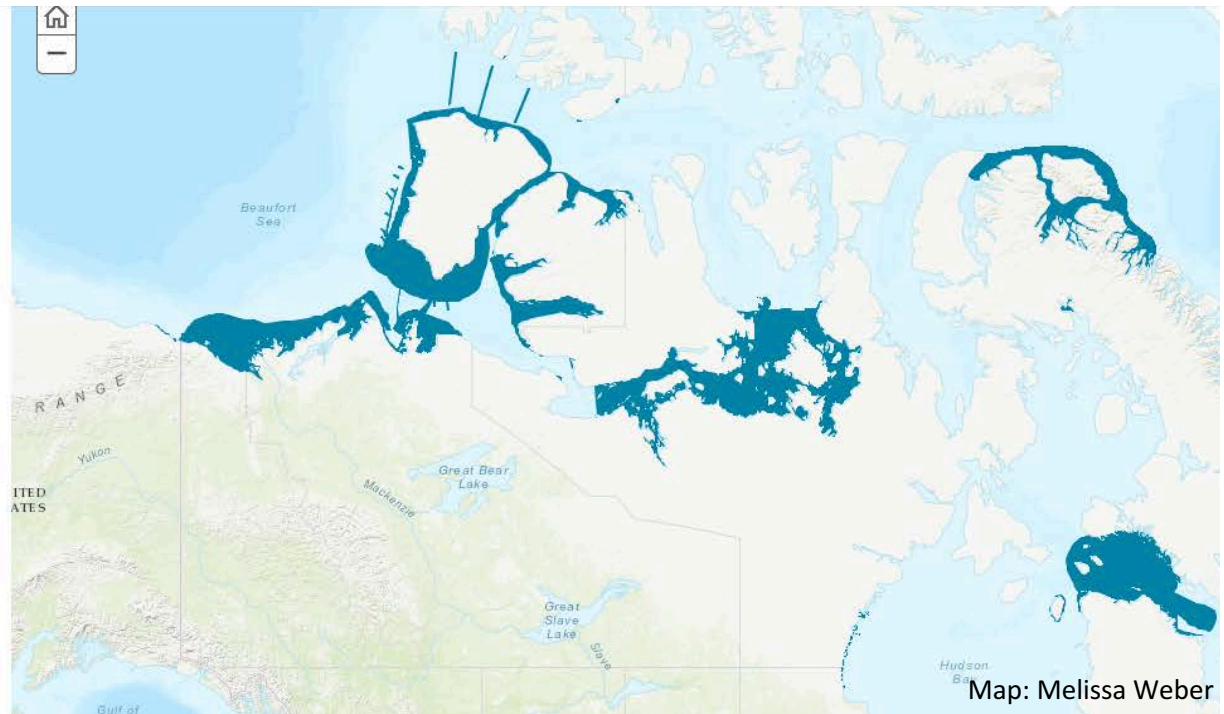 Beaufort
Sea
RANGE
Yukon
ITED
ATES
Great Bear
Lake
Mackenzie
Great
Slave
Lake
Slave
Hudson
Bay
Map: Melissa Weber
Gulf of